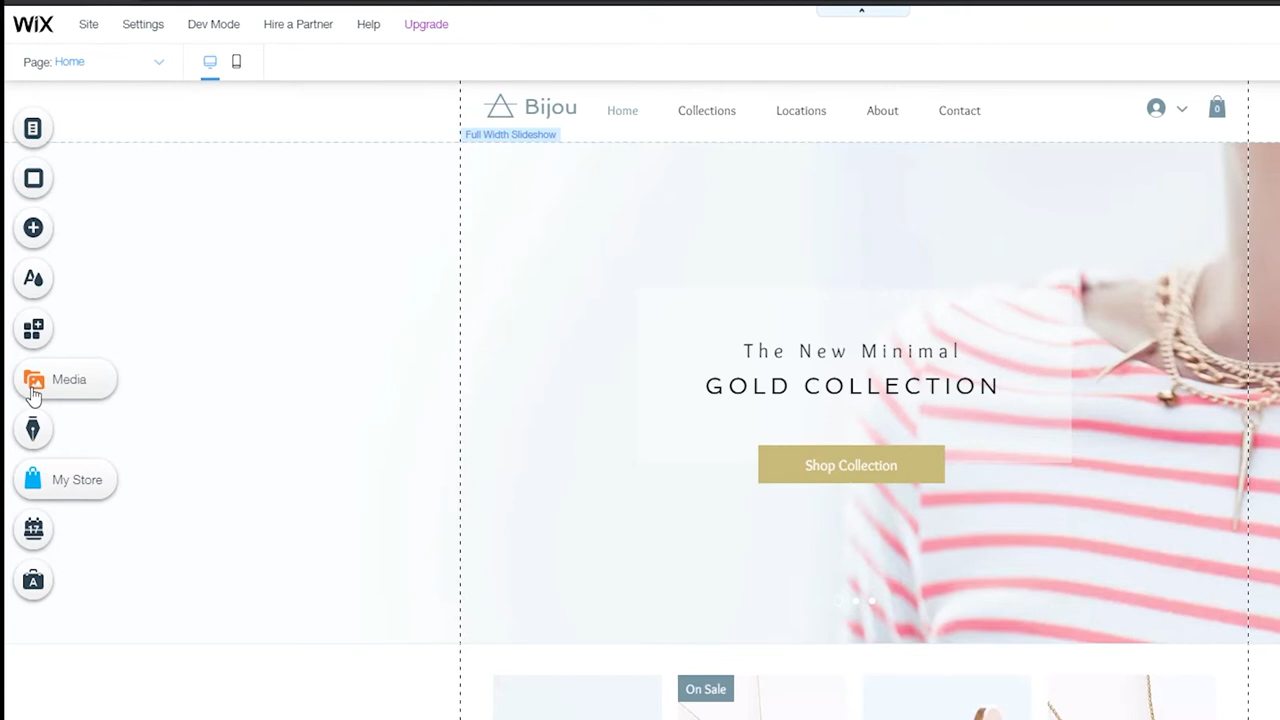 WiX Site Settings Dev Mode Hire a Partner Help Upgrade
Page: Home
Bijou Home Collections Locations About Contact 0
Full Width Slideshow
The New Minimal
GOLD COLLECTION
Shop Collection
Media
My Store
17
A
On Sale